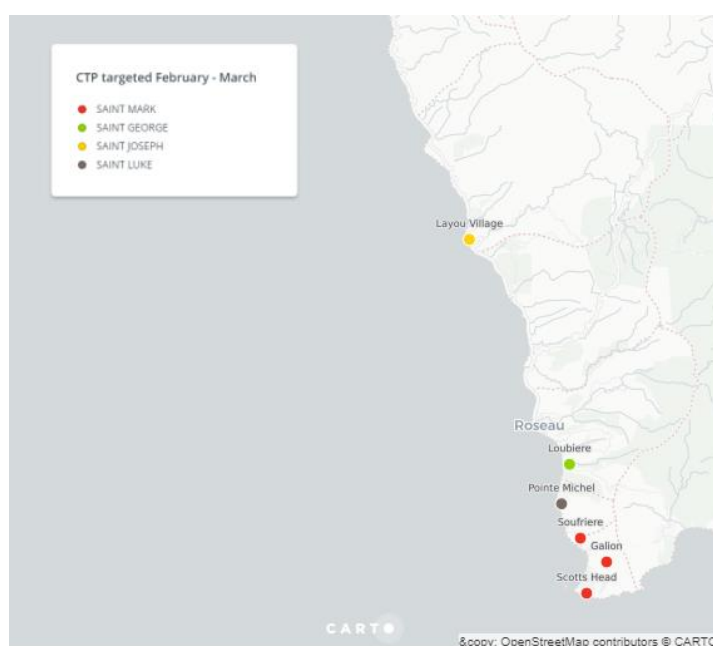 CTP targeted February - March
SAINT MARK
SAINT GEORGE
SAINT JOSEPH
SAINT LUKE
Layou Village
Roseau
Loubiere
Pointe Michel
Soufriere
Galion
Scotts Head
CARTO
&copy; OpenStreetMap contributors © CARTO